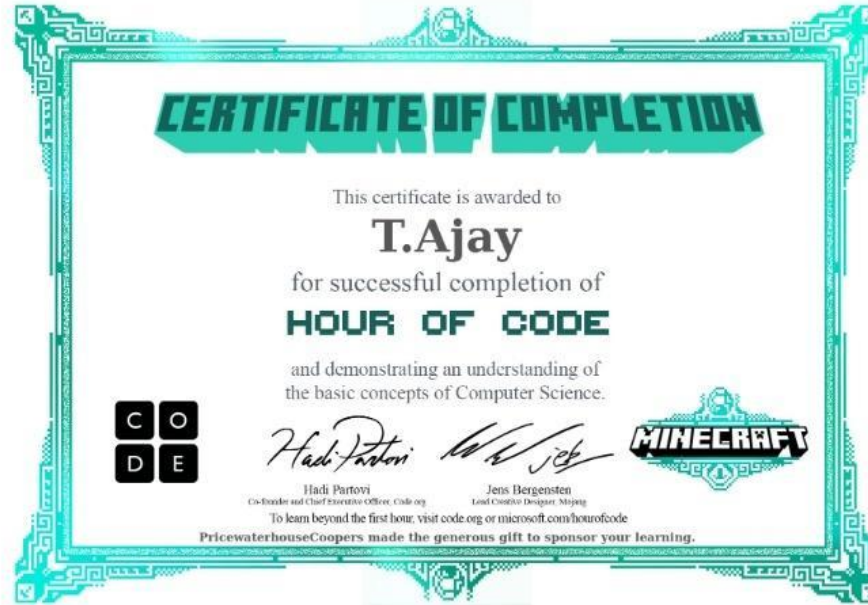 CERTIFICATE OF COMPLETION
This certificate is awarded to
T.Ajay
for successful completion of
HOUR OF CODE
and demonstrating an understanding of
the basic concepts of Computer Science.
C O
D E
Hadi Partovi
jeb
MINECRAFT
Hadi Partovi
Co-founder and Chief Executive Officer, Code.org
Jens Bergensten
Lead Creative Designer, Mojang
To learn beyond the first hour, visit code.org or microsoft.com/hourofcode
PricewaterhouseCoopers made the generous gift to sponsor your learning.